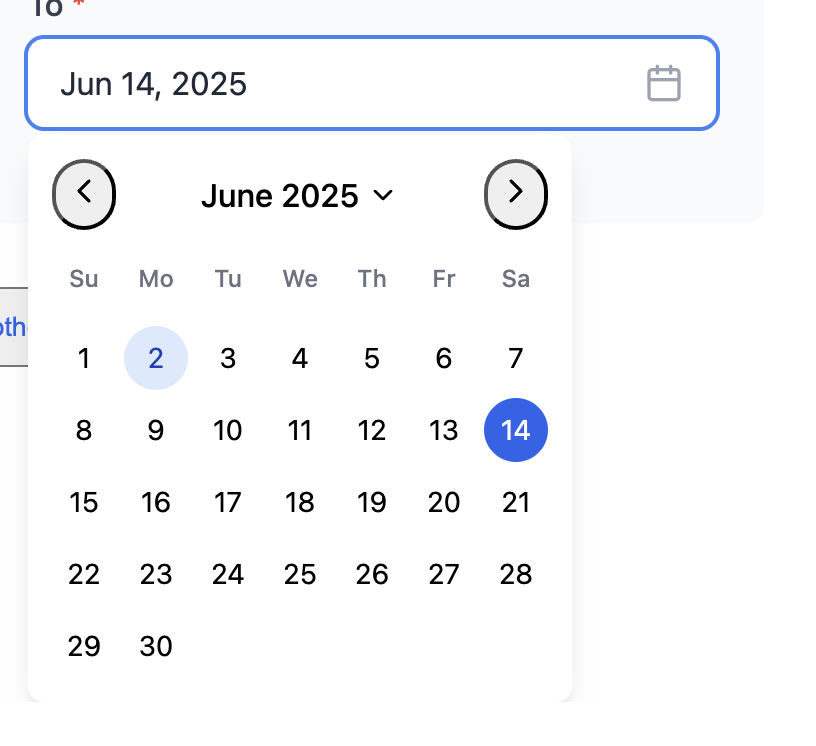 To *
Jun 14, 2025
June 2025
Su Mo Tu We Th Fr Sa
1 2 3 4 5 6 7
8 9 10 11 12 13 14
15 16 17 18 19 20 21
22 23 24 25 26 27 28
29 30